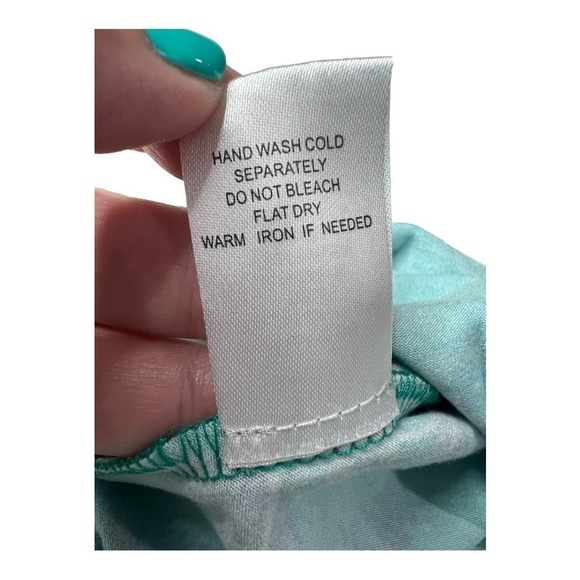 HAND WASH COLD
SEPARATELY
DO NOT BLEACH
FLAT DRY
WARM IRON IF NEEDED